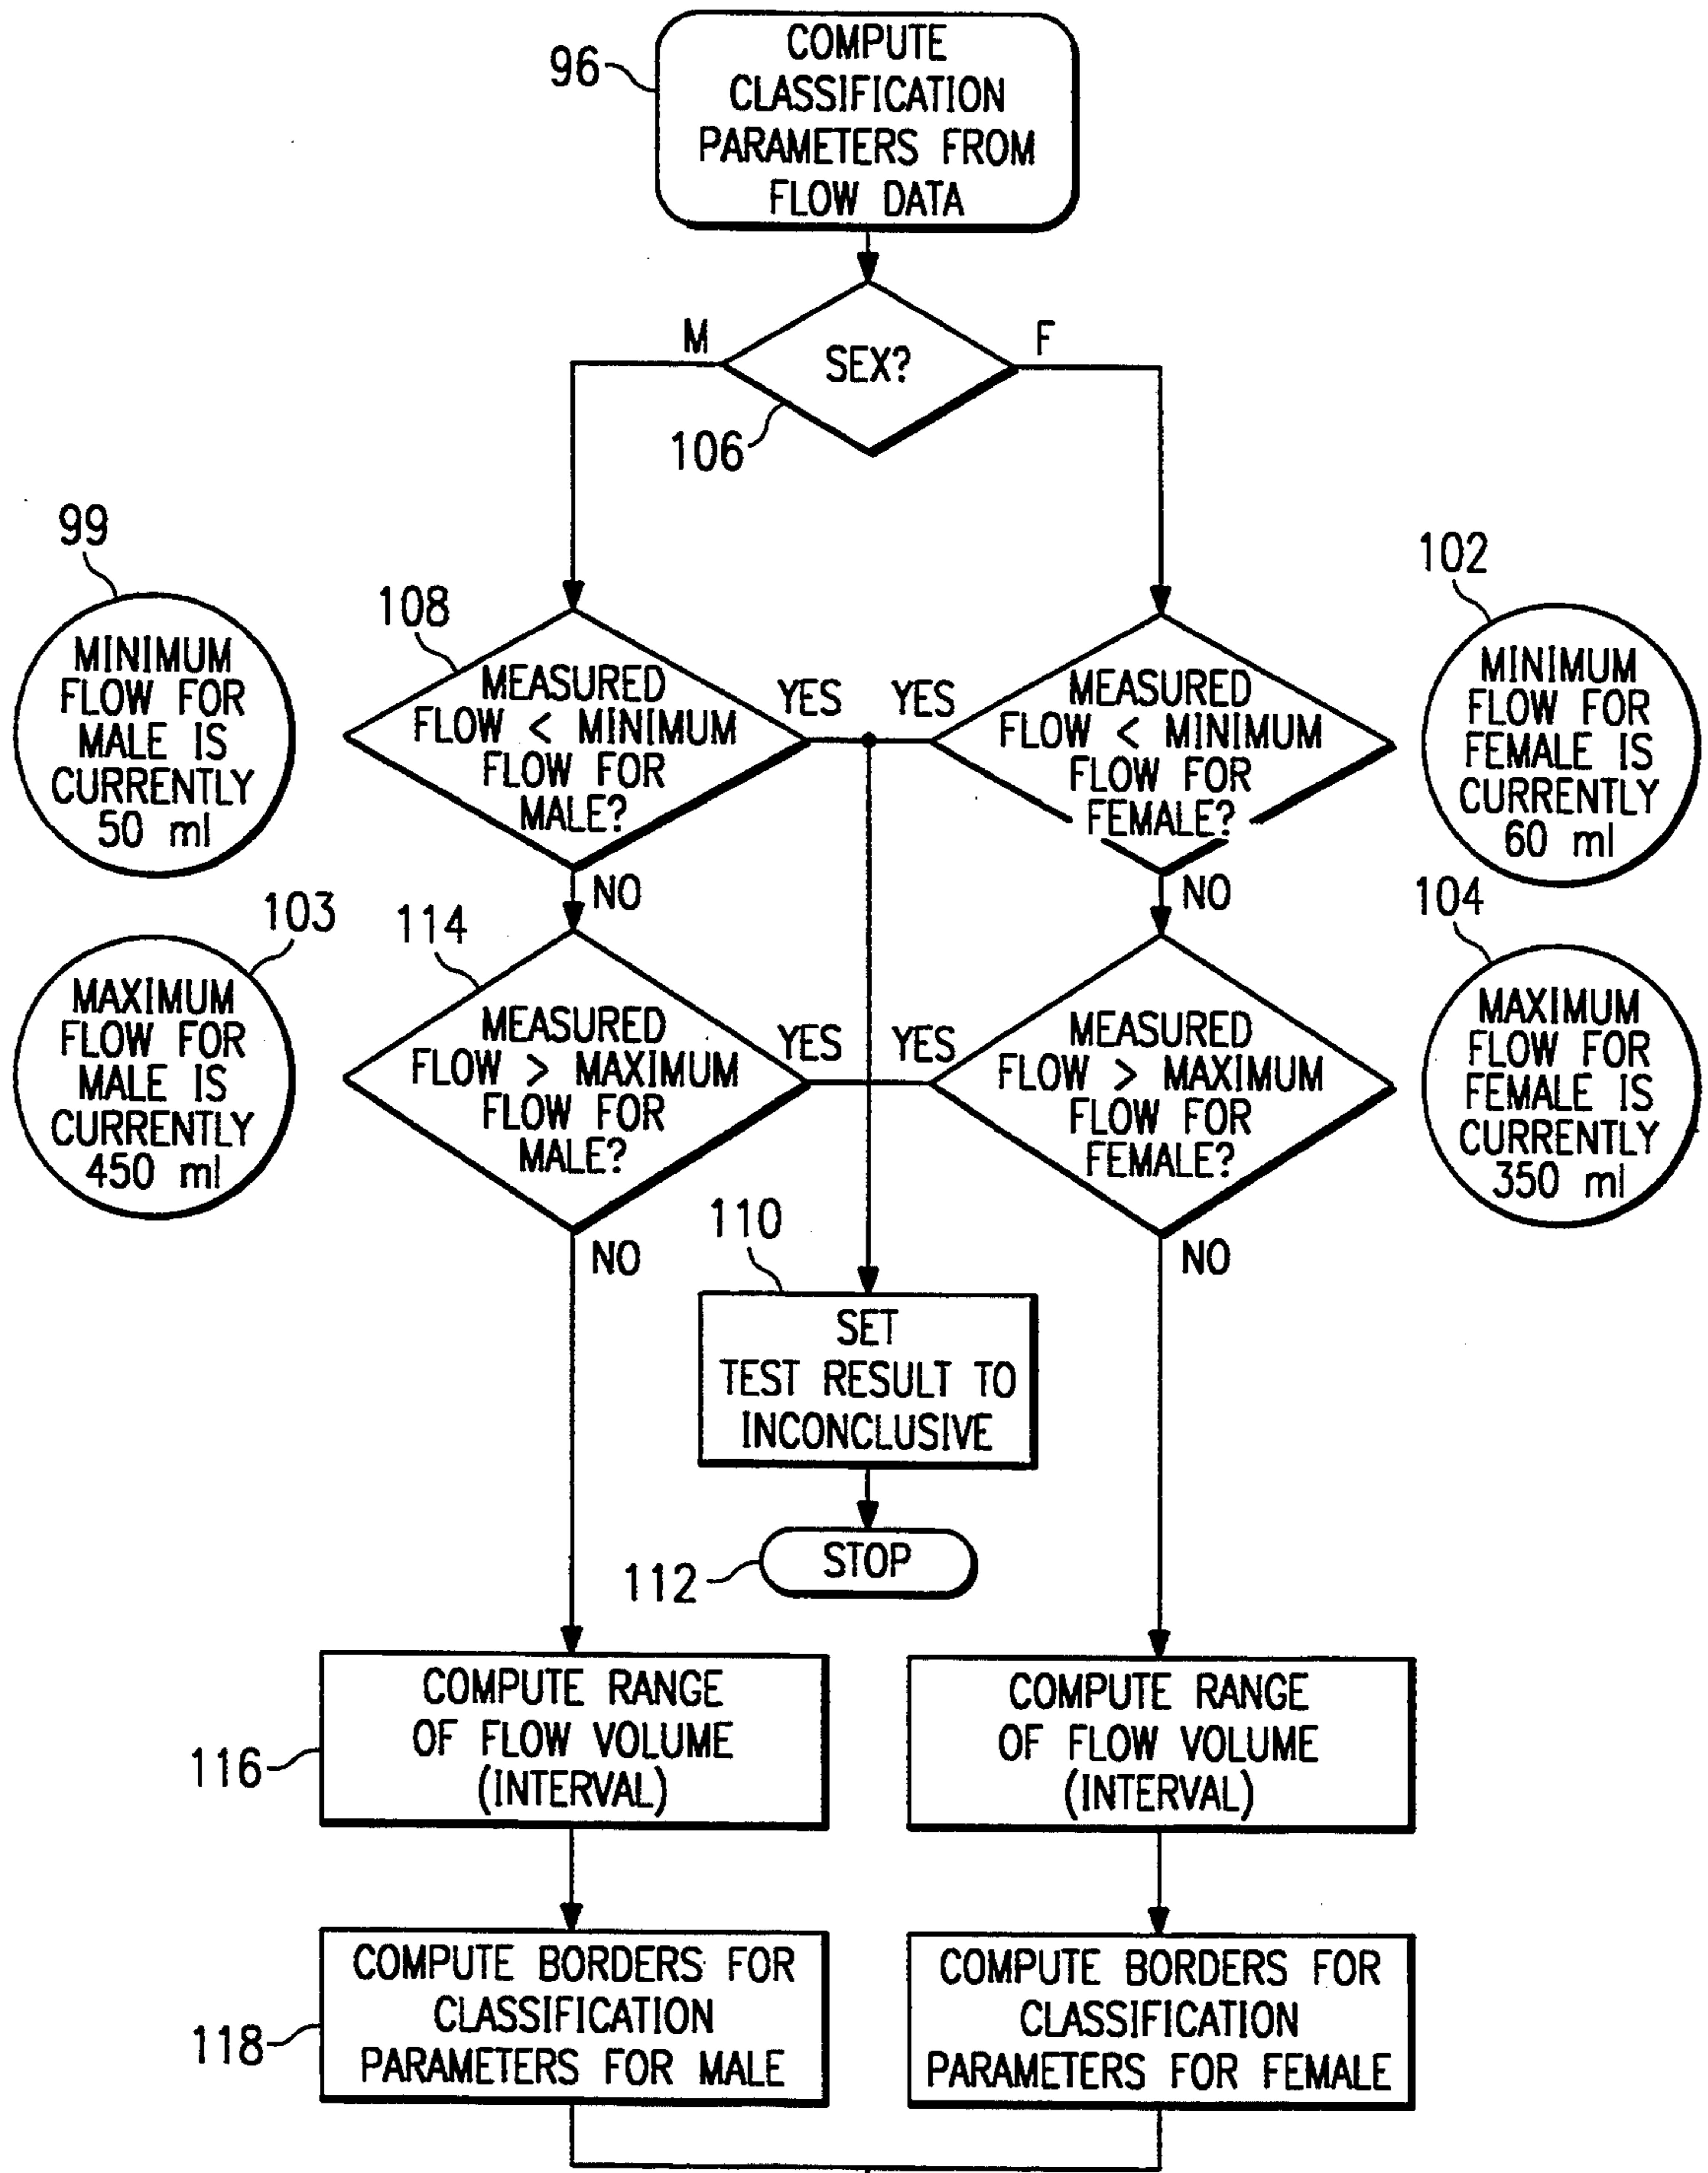 96
COMPUTE
CLASSIFICATION
PARAMETERS FROM
FLOW DATA
M
SEX?
F
106
99
MINIMUM
FLOW FOR
MALE IS
CURRENTLY
50 ml
108
MEASURED
FLOW < MINIMUM
FLOW FOR
MALE?
YES
YES
MEASURED
FLOW < MINIMUM
FLOW FOR
FEMALE?
102
MINIMUM
FLOW FOR
FEMALE IS
CURRENTLY
60 ml
NO
NO
103
MAXIMUM
FLOW FOR
MALE IS
CURRENTLY
450 ml
114
MEASURED
FLOW > MAXIMUM
FLOW FOR
MALE?
YES
YES
MEASURED
FLOW > MAXIMUM
FLOW FOR
FEMALE?
104
MAXIMUM
FLOW FOR
FEMALE IS
CURRENTLY
350 ml
NO
NO
110
SET
TEST RESULT TO
INCONCLUSIVE
112
STOP
116
COMPUTE RANGE
OF FLOW VOLUME
(INTERVAL)
COMPUTE RANGE
OF FLOW VOLUME
(INTERVAL)
118
COMPUTE BORDERS FOR
CLASSIFICATION
PARAMETERS FOR MALE
COMPUTE BORDERS FOR
CLASSIFICATION
PARAMETERS FOR FEMALE